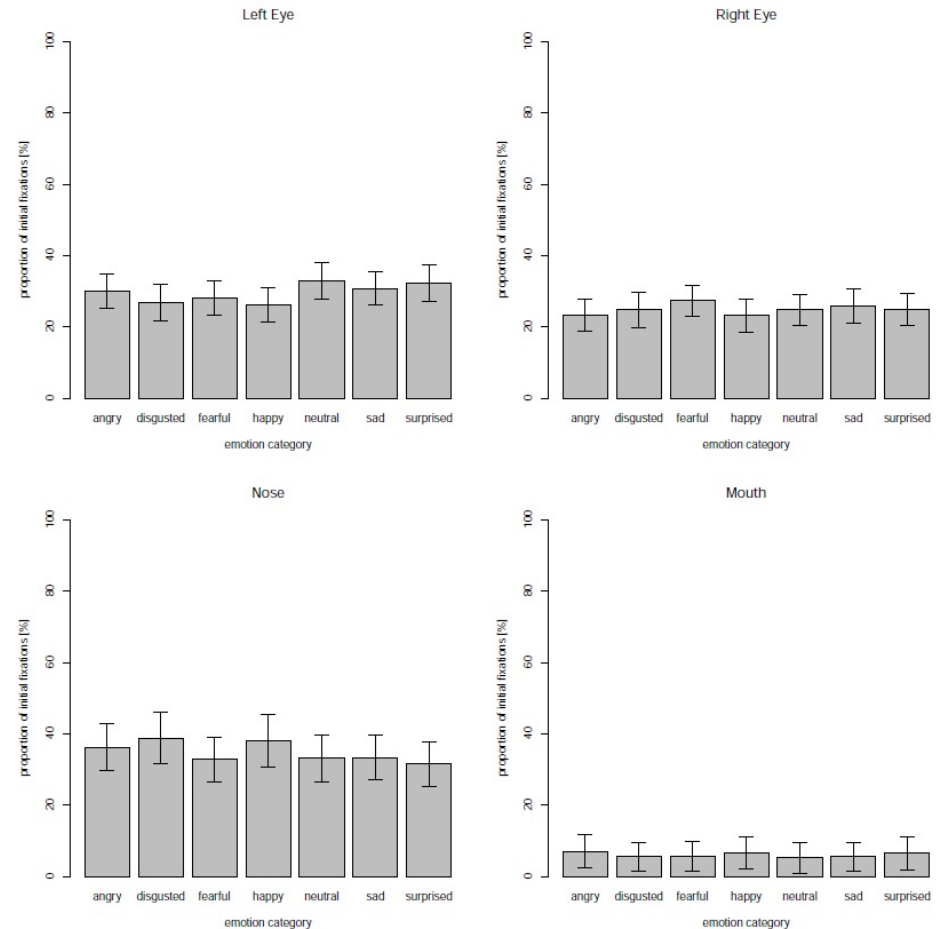 Left Eye
proportion of initial fixations [%]
100
80
60
40
20
0
angry disgusted fearful happy neutral sad surprised
emotion category
Right Eye
proportion of initial fixations [%]
100
80
60
40
20
0
angry disgusted fearful happy neutral sad surprised
emotion category
Nose
proportion of initial fixations [%]
100
80
60
40
20
0
angry disgusted fearful happy neutral sad surprised
emotion category
Mouth
proportion of initial fixations [%]
100
80
60
40
20
0
angry disgusted fearful happy neutral sad surprised
emotion category